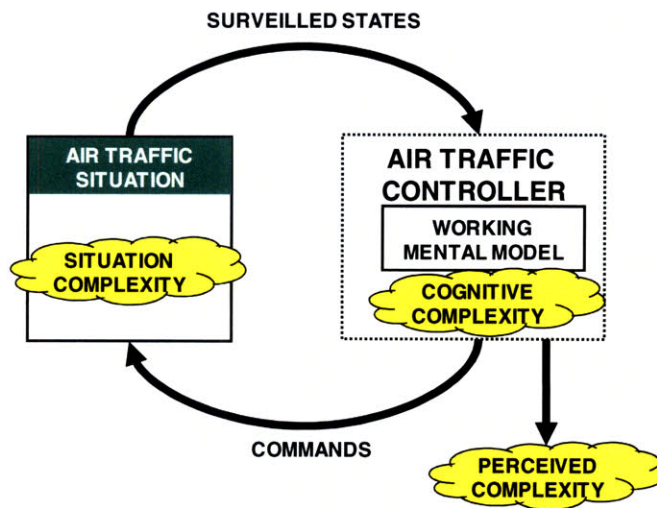 SURVEILLED STATES
AIR TRAFFIC
SITUATION
SITUATION
COMPLEXITY
AIR TRAFFIC
CONTROLLER
WORKING
MENTAL MODEL
COGNITIVE
COMPLEXITY
COMMANDS
PERCEIVED
COMPLEXITY